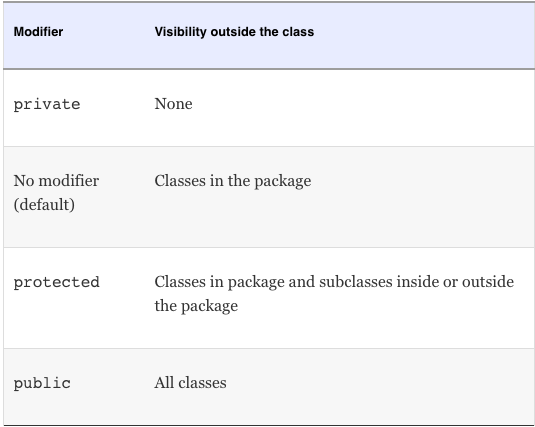 Modifier Visibility outside the class
private None
No modifier Classes in the package
(default)
protected Classes in package and subclasses inside or outside
the package
public All classes